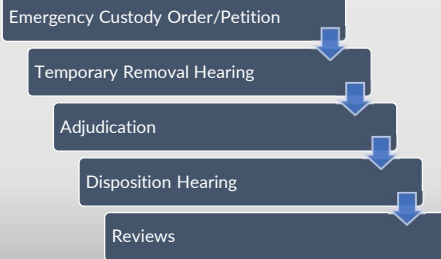 Emergency Custody Order/Petition
Temporary Removal Hearing
Adjudication
Disposition Hearing
Reviews